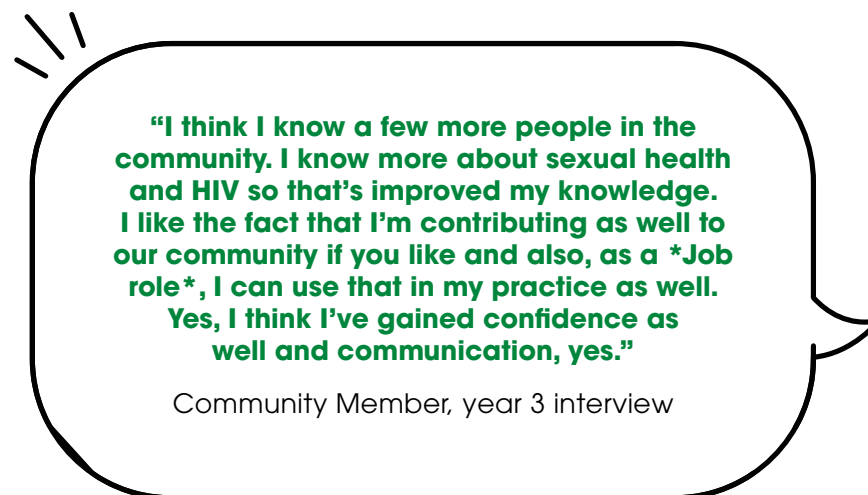 “I think I know a few more people in the
community. I know more about sexual health
and HIV so that’s improved my knowledge.
I like the fact that I’m contributing as well to
our community if you like and also, as a *Job
role*, I can use that in my practice as well.
Yes, I think I’ve gained confidence as
well and communication, yes.”
Community Member, year 3 interview